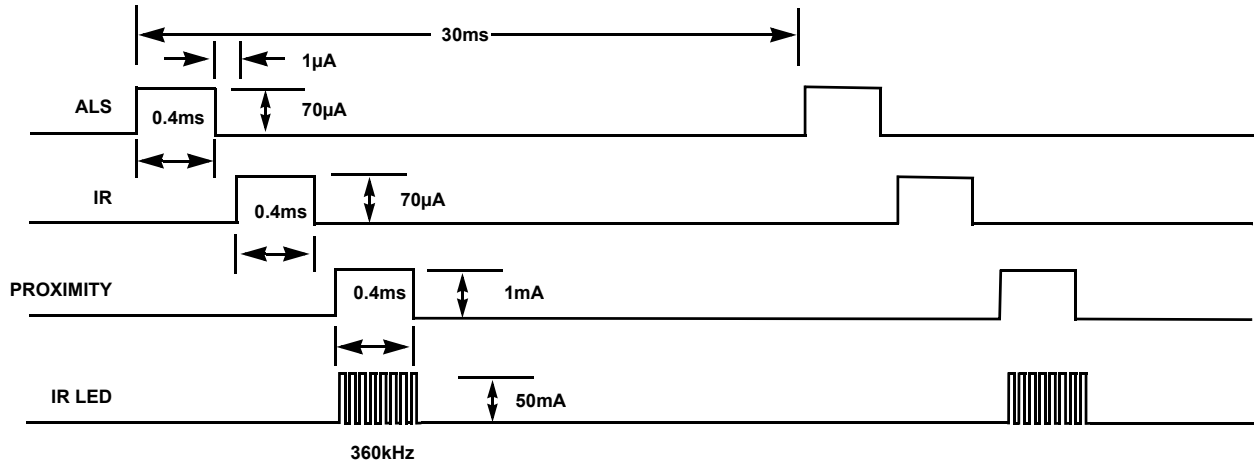 30ms
1µA
ALS
0.4ms
70µA
IR
0.4ms
70µA
PROXIMITY
0.4ms
1mA
IR LED
50mA
360kHz